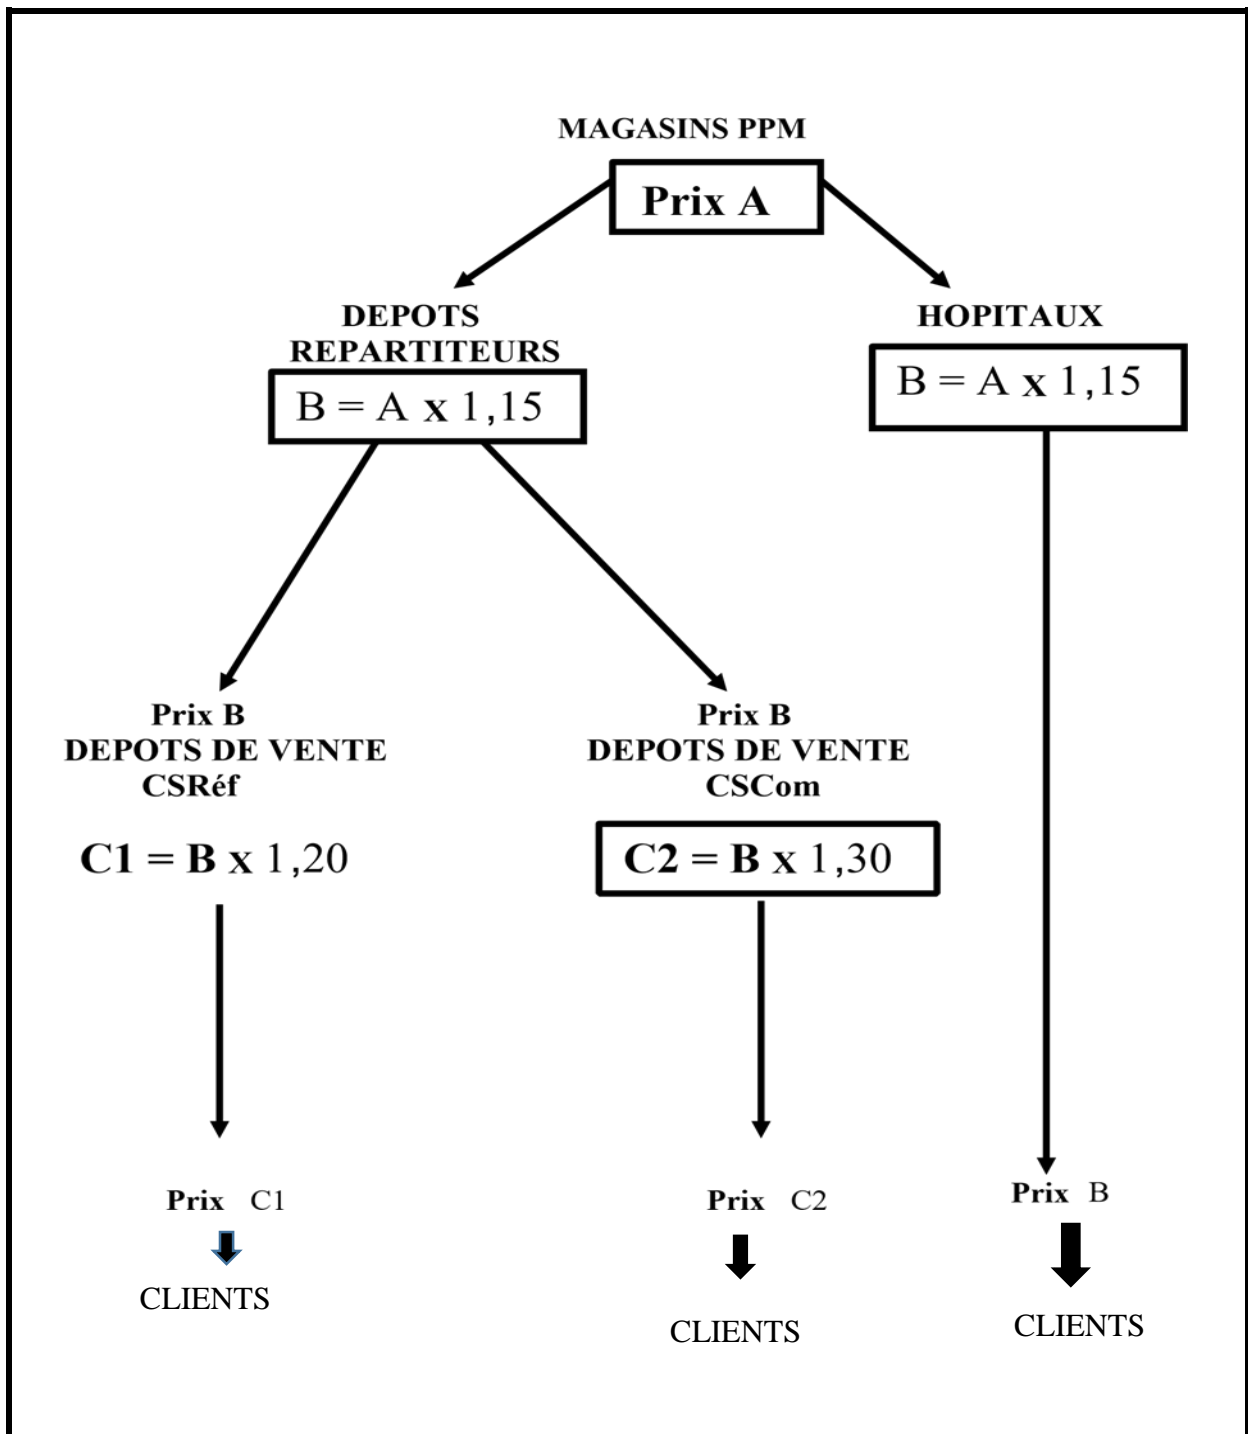 MAGASINS PPM
Prix A
DEPOTS
REPARTITEURS
B = A x 1,15
HOPITAUX
B = A x 1,15
Prix B
DEPOTS DE VENTE
CSRéf
C1 = B x 1,20
Prix B
DEPOTS DE VENTE
CSCom
C2 = B x 1,30
Prix C1
CLIENTS
Prix C2
CLIENTS
Prix B
CLIENTS